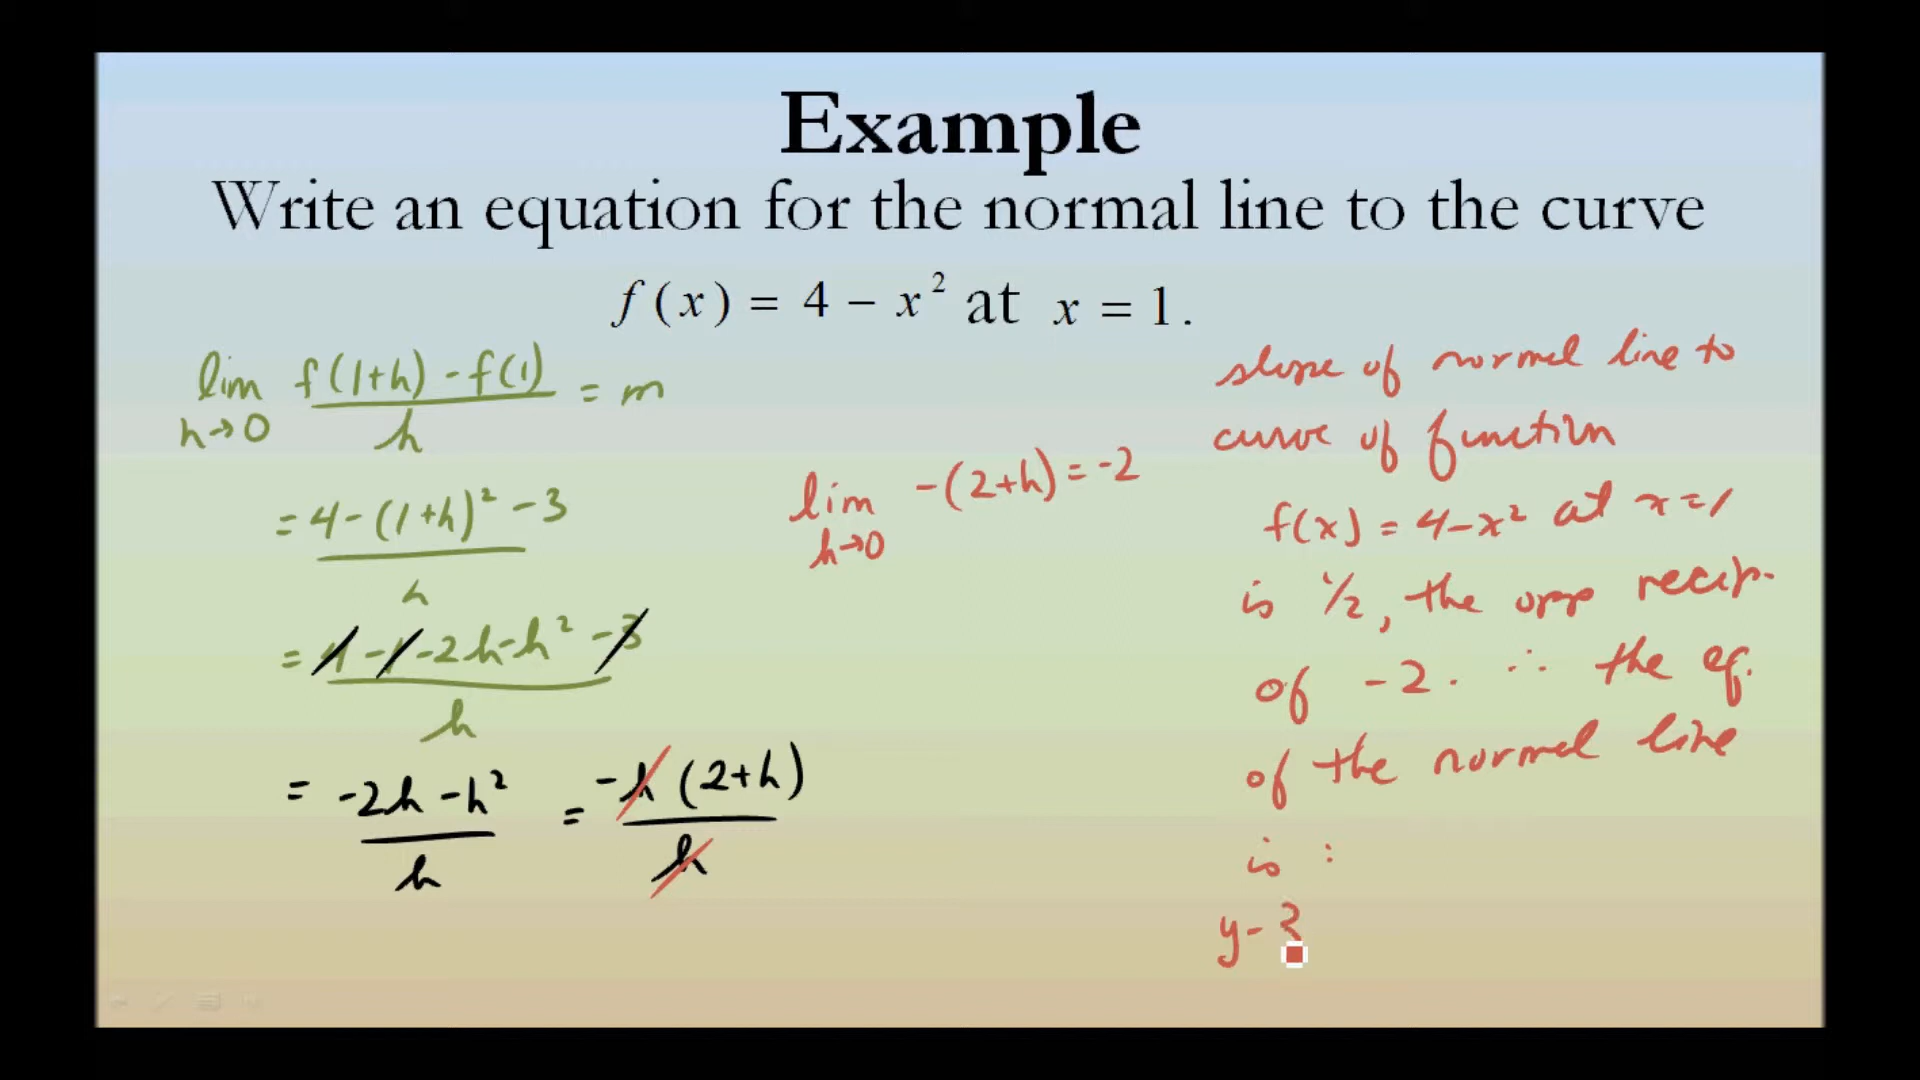 Example
Write an equation for the normal line to the curve
f(x) = 4 − x² at x = 1.
lim h→0 f(1+h) - f(1) / h = m
= 4-(1+h)² -3 / h
= 4-1-2h-h² -3 / h
= -2h-h² / h = -h(2+h) / h
lim h→0 -(2+h) = -2
slope of normal line to
curve of function
f(x) = 4-x² at x=1
is 1/2, the opp recip.
of -2. ∴ the eq.
of the normal line
is :
y-3